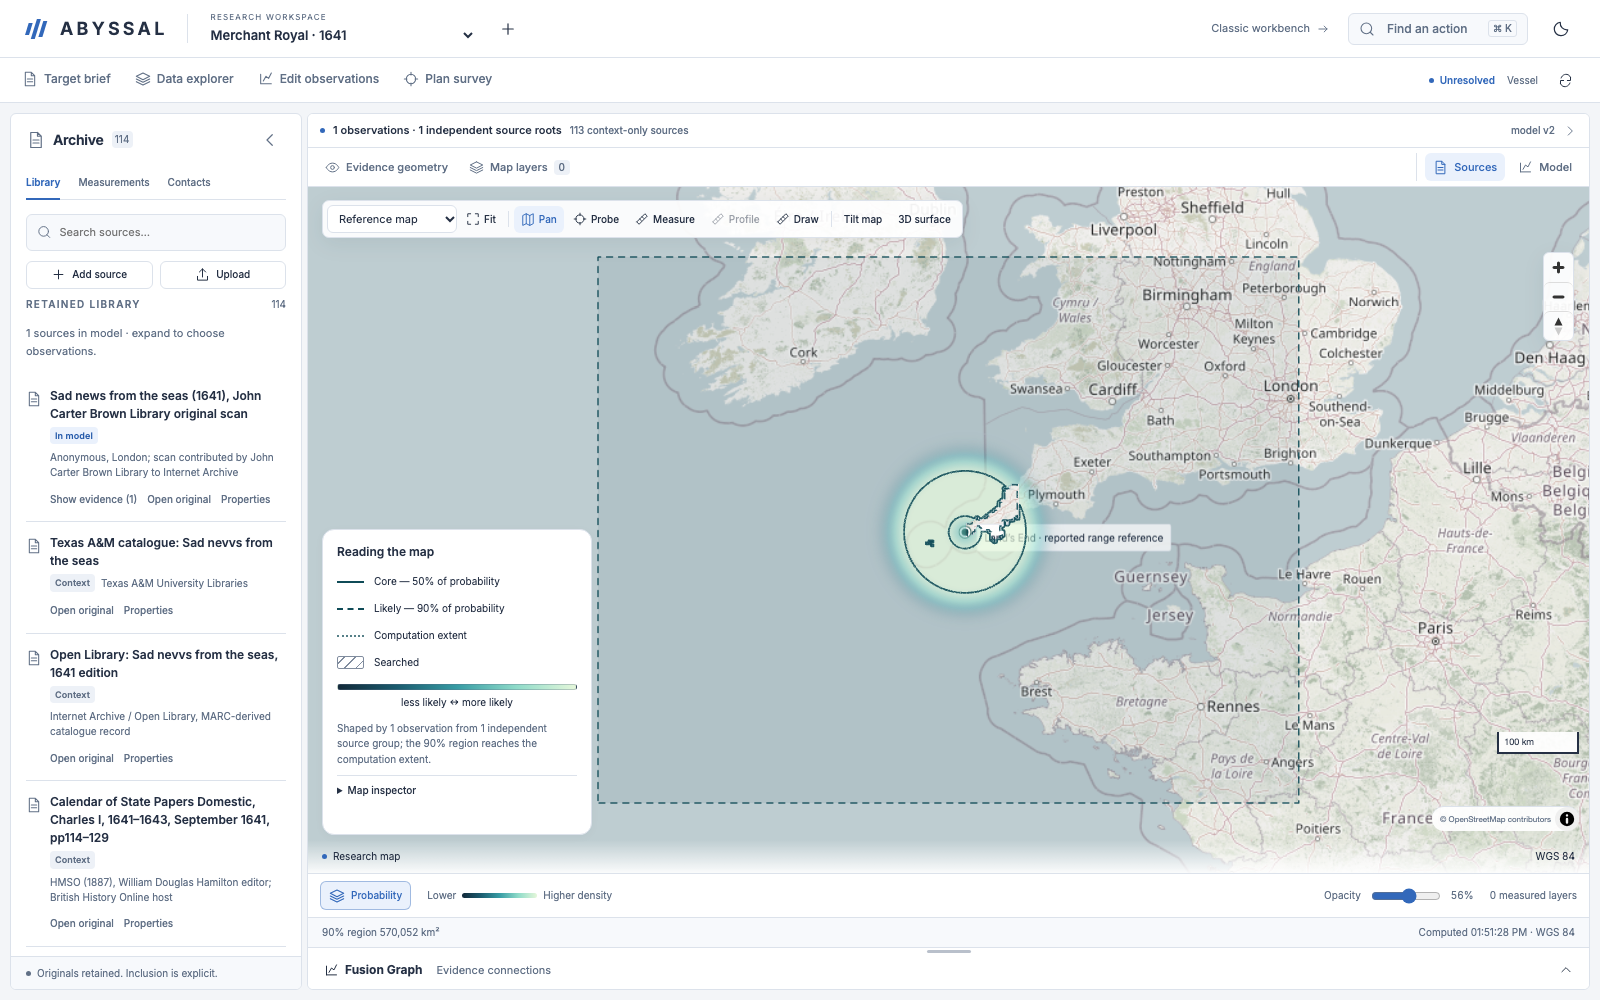 ABYSSAL
RESEARCH WORKSPACE
Merchant Royal · 1641
Classic workbench →
Find an action
⌘ K
Target brief
Data explorer
Edit observations
Plan survey
Unresolved
Vessel
Archive 114
Library
Measurements
Contacts
Search sources...
Add source
Upload
RETAINED LIBRARY 114
1 sources in model · expand to choose
observations.
Sad news from the seas (1641), John
Carter Brown Library original scan
In model
Anonymous, London; scan contributed by John
Carter Brown Library to Internet Archive
Show evidence (1) Open original Properties
Texas A&M catalogue: Sad nevvs from
the seas
Context Texas A&M University Libraries
Open original Properties
Open Library: Sad nevvs from the seas,
1641 edition
Context
Internet Archive / Open Library, MARC-derived
catalogue record
Open original Properties
Calendar of State Papers Domestic,
Charles I, 1641–1643, September 1641,
pp114–129
Context
HMSO (1887), William Douglas Hamilton editor;
British History Online host
Open original Properties
Originals retained. Inclusion is explicit.
1 observations · 1 independent source roots 113 context-only sources
model v2
Evidence geometry
Map layers 0
Sources
Model
Reference map
Fit
Pan
Probe
Measure
Profile
Draw
Tilt map
3D surface
Dublin
Preston
Hull
Sheffield
Liverpool
Lincoln
Nottingham
England
Cymru /
Wales
Birmingham
Peterborough
Norwich
Milton
Keynes
Cambridge
Worcester
Colchester
Cork
Gloucester
Oxford
Den Haag
Swansea
Cardiff
London
Middelburg
Bath
Southend-
on-Sea
Brugge
Vlaanderen
Southampton
Brighton
Dunkerque
Exeter
Portsmouth
Lille
Belgi
Belgiq
Belgi
Plymouth
Mons
Land's End · reported range reference
Hauts-de-
France
Guernsey
Le Havre
Rouen
Jersey
Normandie
Reims
Paris
Brest
Bretagne
Rennes
Le Mans
Centre-Val
de Loire
Pays de
la Loire
Angers
Bourg
Fran
Com
Poitiers
France
100 km
© OpenStreetMap contributors
Reading the map
Core — 50% of probability
Likely — 90% of probability
Computation extent
Searched
less likely ↔ more likely
Shaped by 1 observation from 1 independent
source group; the 90% region reaches the
computation extent.
Map inspector
Research map
WGS 84
Probability
Lower
Higher density
Opacity
56%
0 measured layers
90% region 570,052 km²
Computed 01:51:28 PM · WGS 84
Fusion Graph
Evidence connections